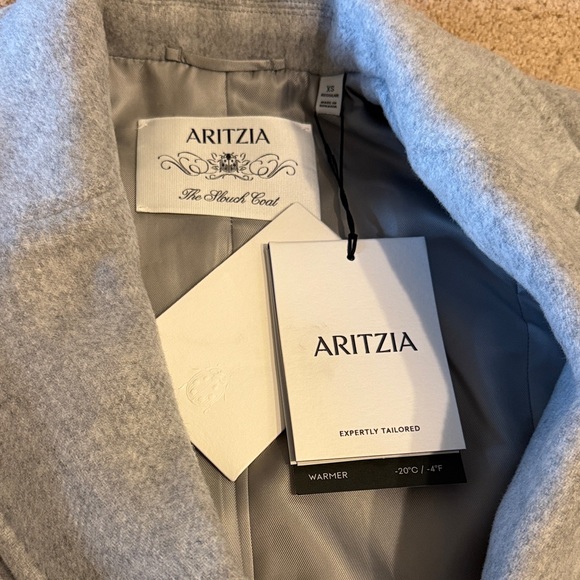 XS
ARITZIA
The Slouch Coat
ARITZIA
EXPERTLY TAILORED
WARMER -20°C / -4°F